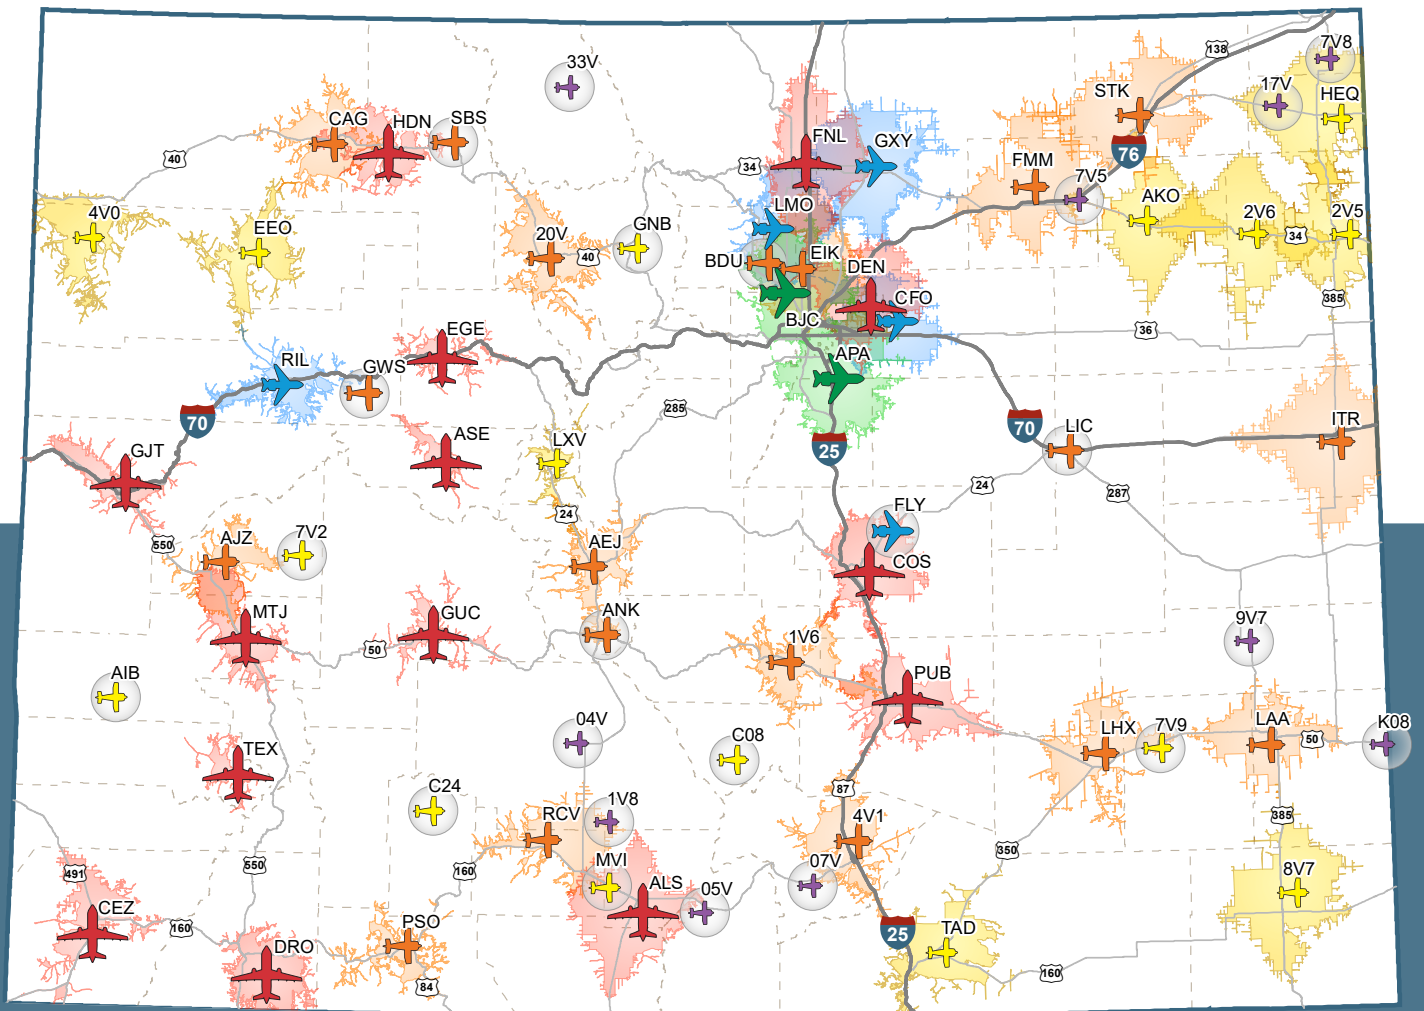 138
7V8
33V
17V
STK
HEQ
CAG
HDN
SBS
FNL
GXY
76
40
34
FMM
7V5
4V0
EEO
20V
GNB
LMO
AKO
2V6
2V5
34
40
BDU
EIK
DEN
CFO
385
BJC
36
EGE
RIL
GWS
APA
70
285
70
LIC
ITR
GJT
ASE
LXV
25
24
287
24
FLY
550
AJZ
7V2
AEJ
COS
MTJ
GUC
ANK
50
1V6
9V7
AIB
PUB
04V
C08
LHX
7V9
LAA
50
K08
TEX
C24
87
1V8
RCV
4V1
385
350
550
491
160
MVI
ALS
05V
07V
8V7
CEZ
160
PSO
25
TAD
DRO
84
160